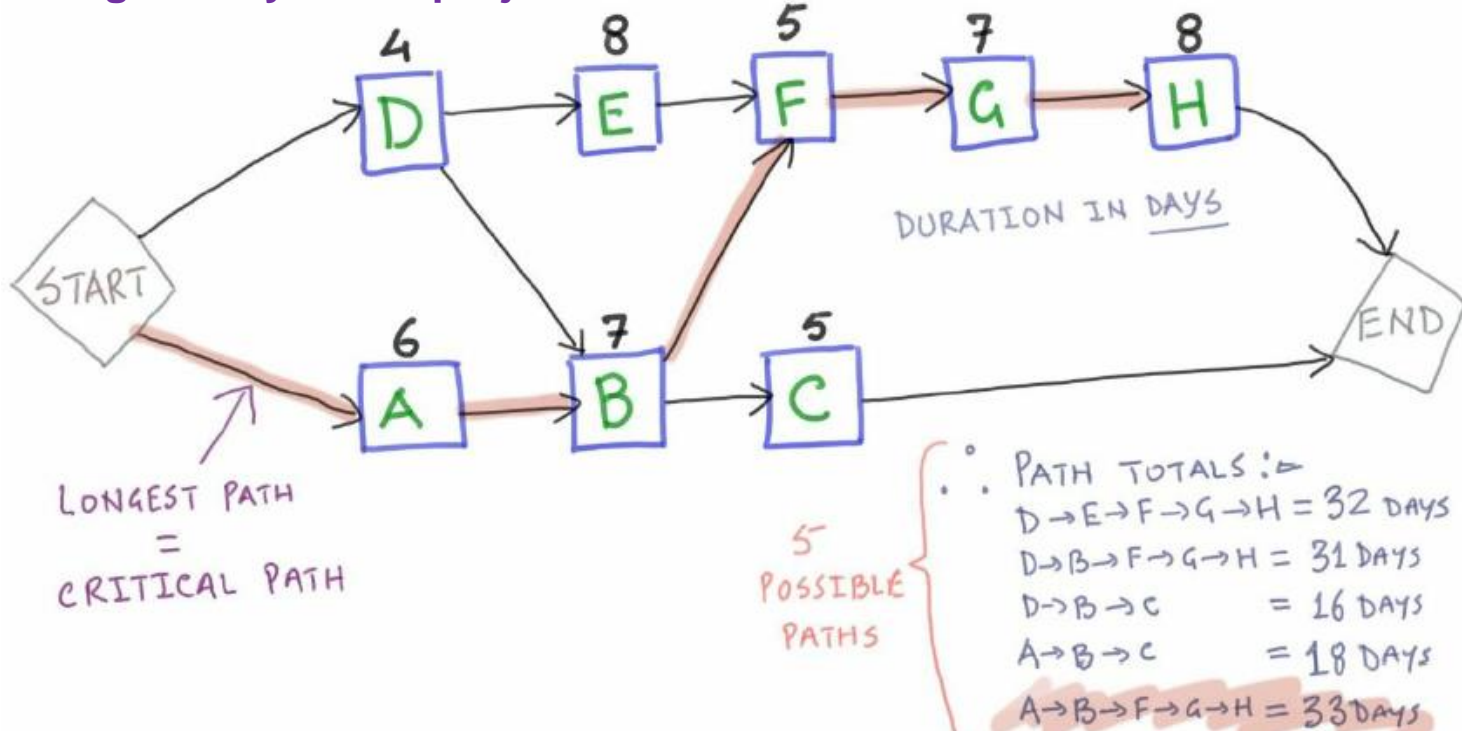 4
8
5
7
8
D
E
F
G
H
DURATION IN DAYS
START
END
6
7
5
A
B
C
LONGEST PATH
=
CRITICAL PATH
5
POSSIBLE
PATHS
∴ PATH TOTALS :-
D→E→F→G→H = 32 DAYS
D→B→F→G→H = 31 DAYS
D→B→C = 16 DAYS
A→B→C = 18 DAYS
A→B→F→G→H = 33 DAYS